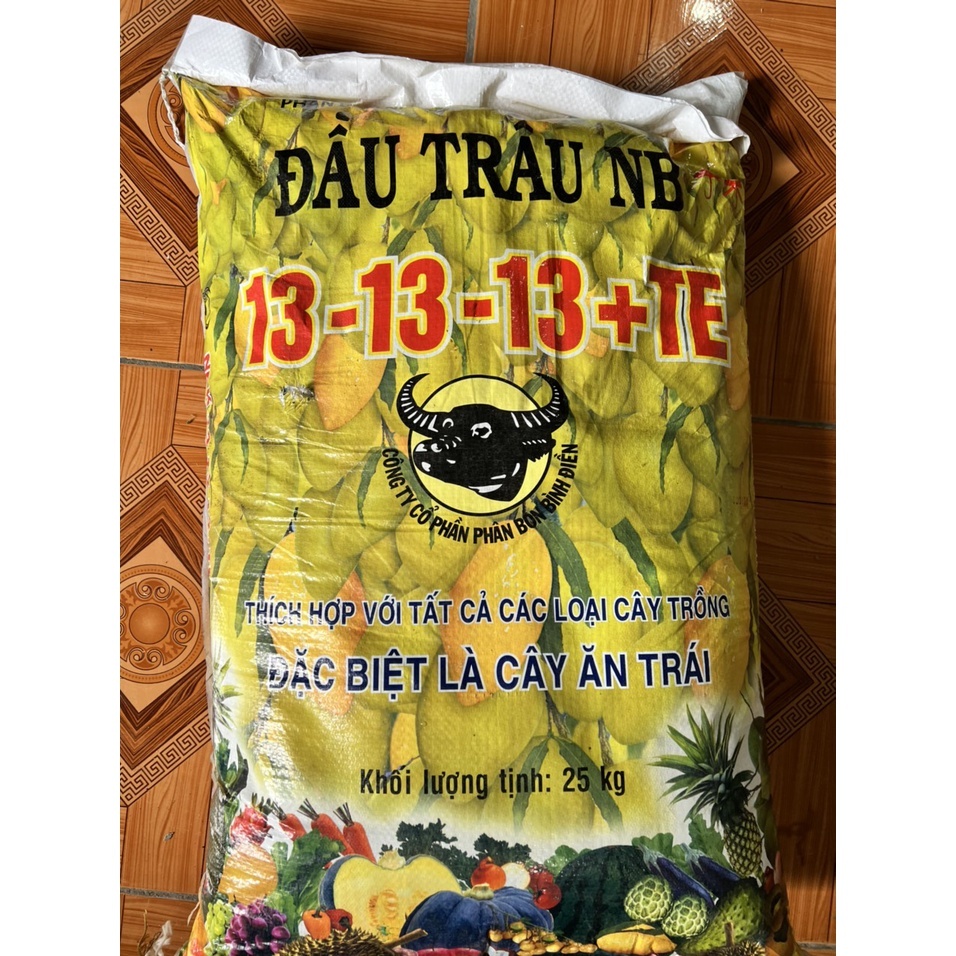 ĐẦU TRÂU NB
13-13-13+TE
CÔNG TY CỔ PHẦN PHÂN BÓN BÌNH ĐIỀN
THÍCH HỢP VỚI TẤT CẢ CÁC LOẠI CÂY TRỒNG
ĐẶC BIỆT LÀ CÂY ĂN TRÁI
Khối lượng tịnh: 25 kg